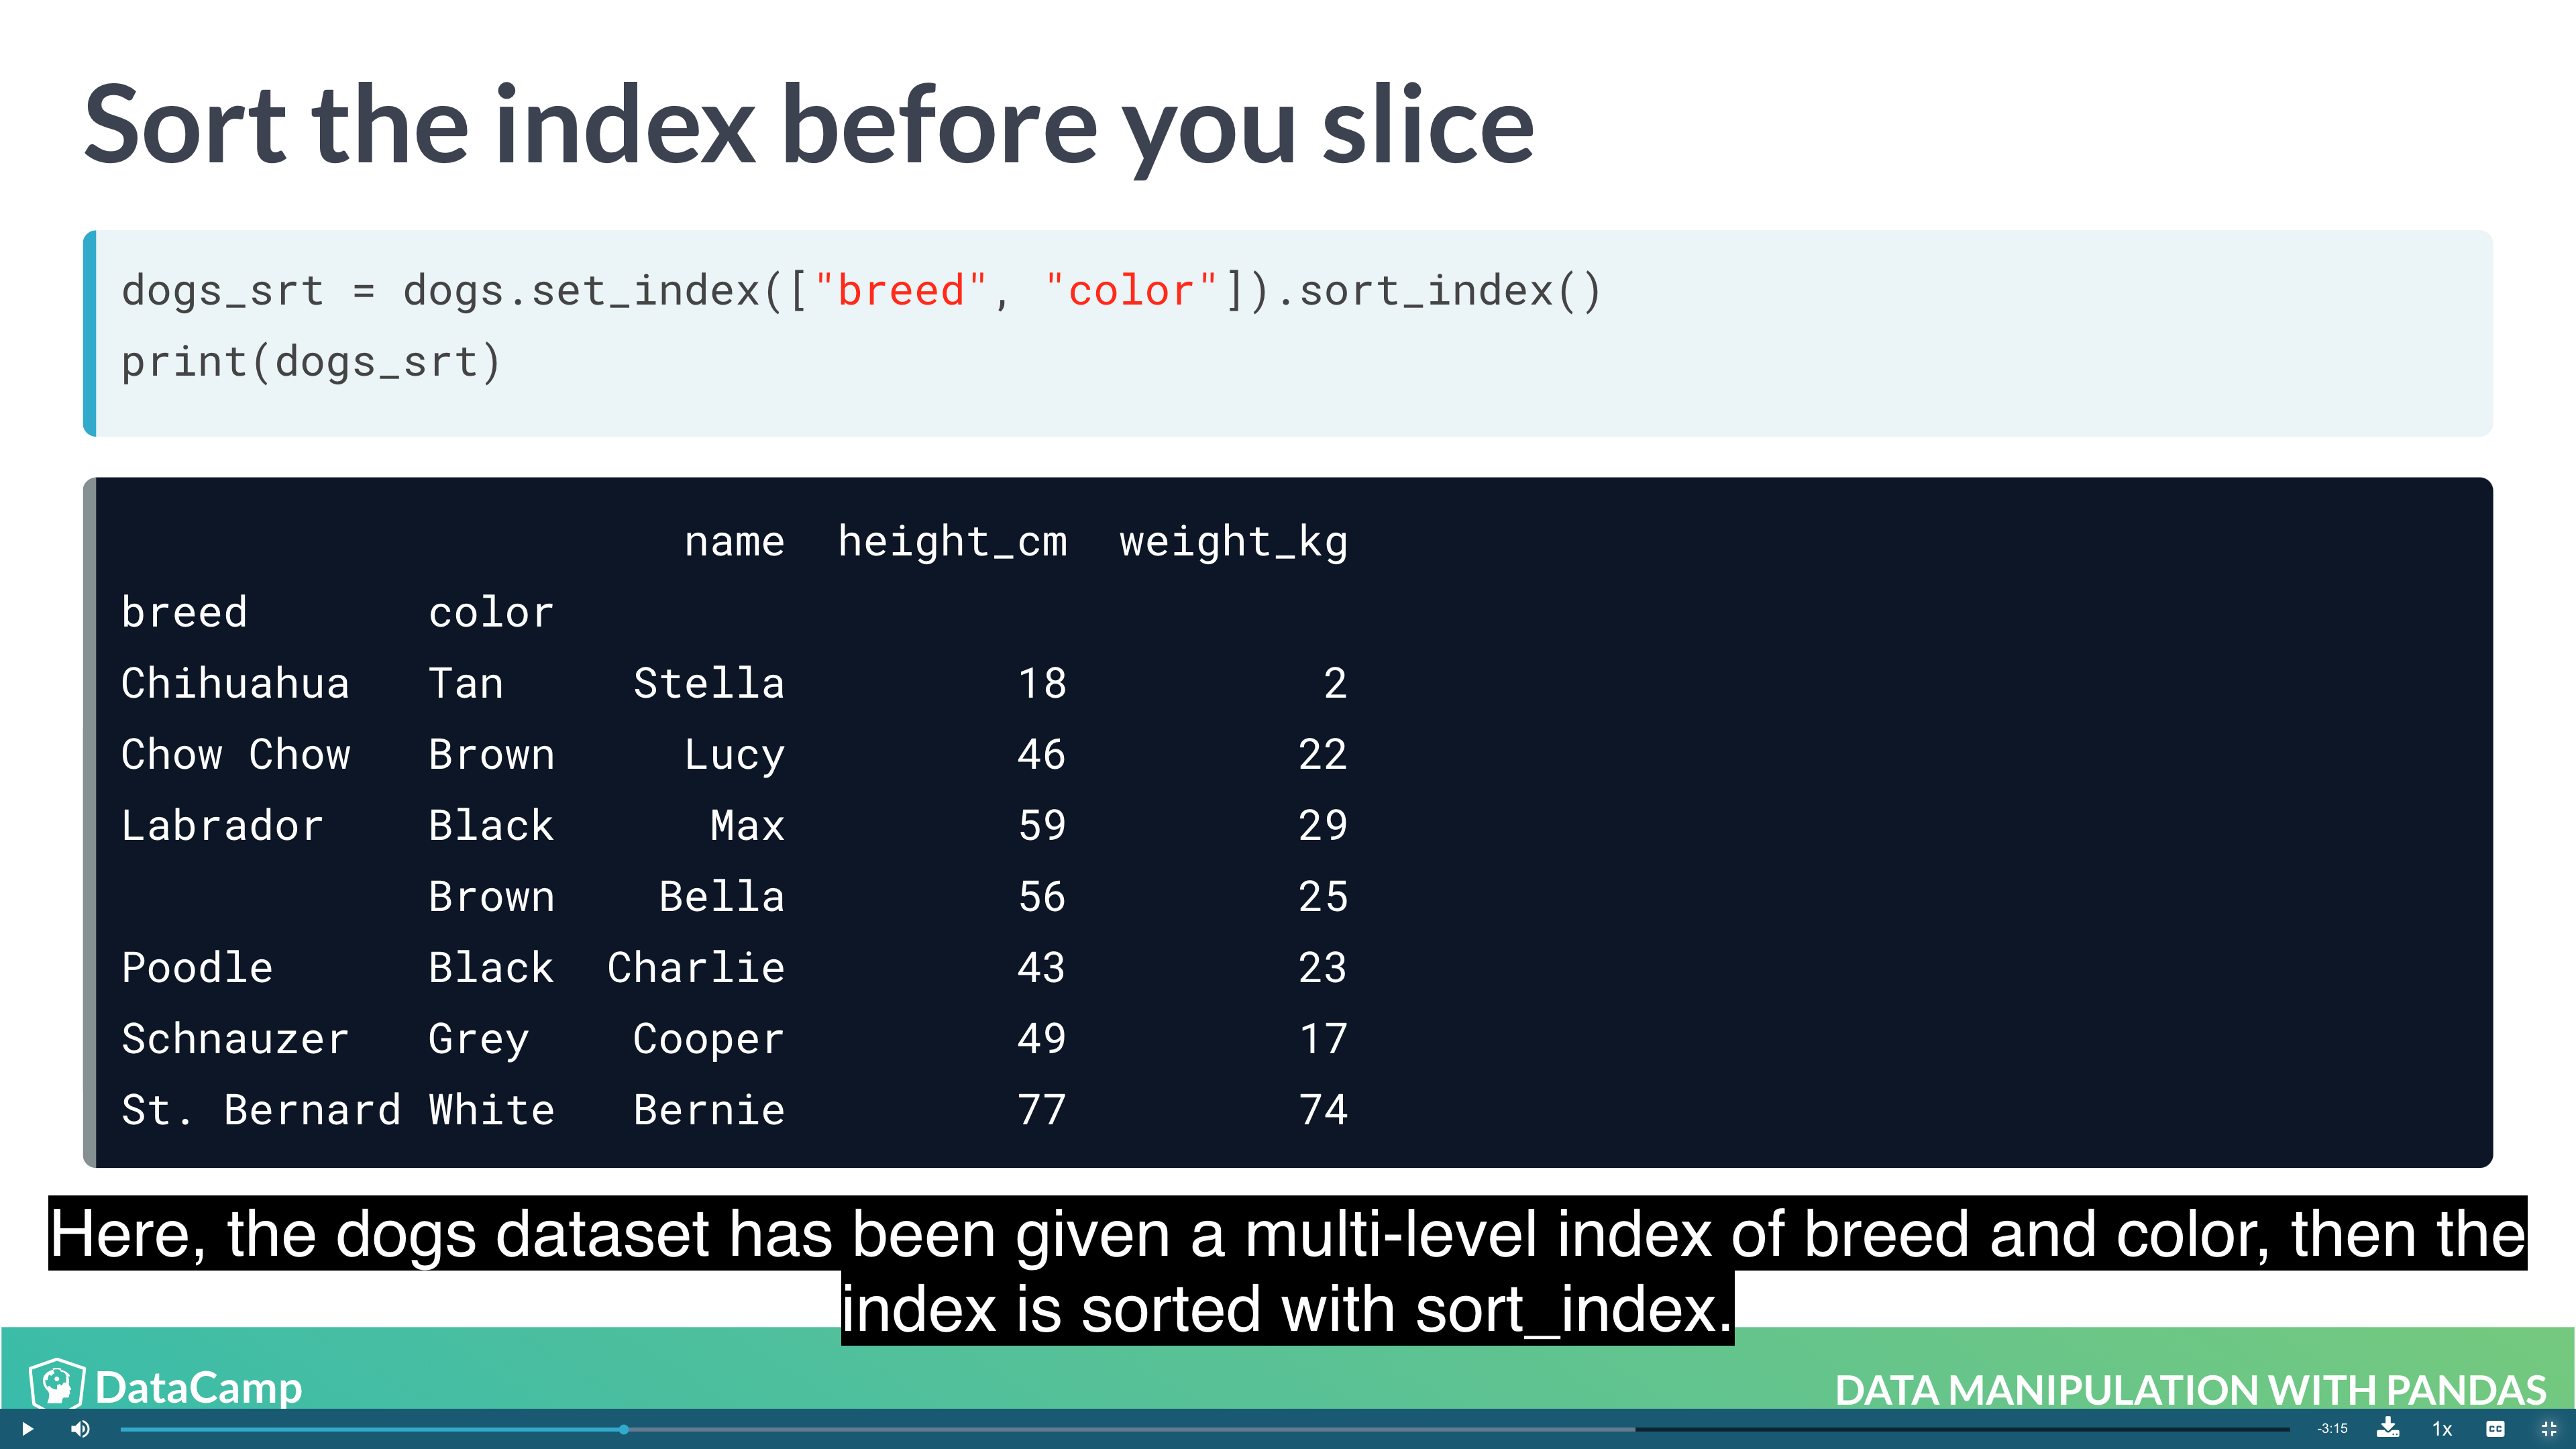 Sort the index before you slice
dogs_srt = dogs.set_index(["breed", "color"]).sort_index()
print(dogs_srt)
name height_cm weight_kg
breed color
Chihuahua Tan Stella 18 2
Chow Chow Brown Lucy 46 22
Labrador Black Max 59 29
Brown Bella 56 25
Poodle Black Charlie 43 23
Schnauzer Grey Cooper 49 17
St. Bernard White Bernie 77 74
Here, the dogs dataset has been given a multi-level index of breed and color, then the
index is sorted with sort_index.
DataCamp DATA MANIPULATION WITH PANDAS
-3:15 1x CC